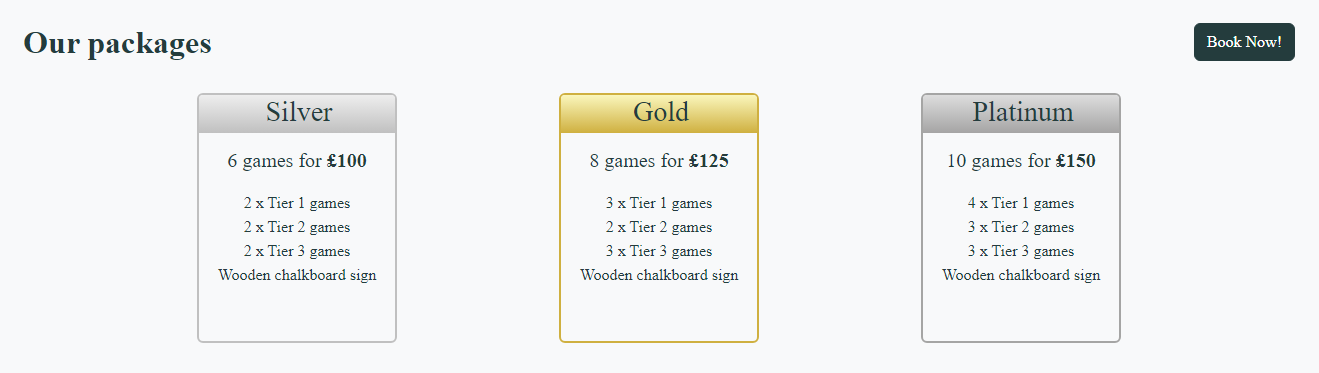 Our packages
Book Now!
Silver
6 games for £100
2 x Tier 1 games
2 x Tier 2 games
2 x Tier 3 games
Wooden chalkboard sign
Gold
8 games for £125
3 x Tier 1 games
2 x Tier 2 games
3 x Tier 3 games
Wooden chalkboard sign
Platinum
10 games for £150
4 x Tier 1 games
3 x Tier 2 games
3 x Tier 3 games
Wooden chalkboard sign